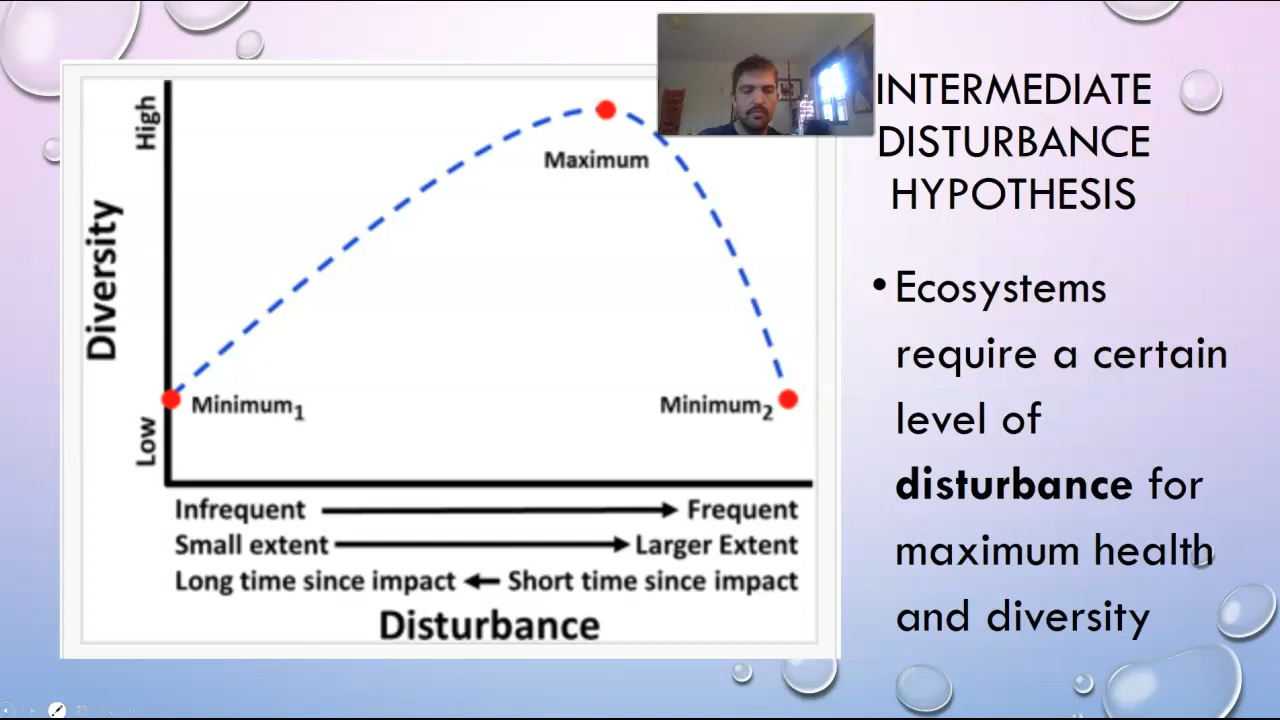 INTERMEDIATE
DISTURBANCE
HYPOTHESIS
High
Maximum
Diversity
Minimum1
Minimum2
Low
Infrequent Frequent
Small extent Larger Extent
Long time since impact Short time since impact
Disturbance
• Ecosystems
require a certain
level of
disturbance for
maximum health
and diversity